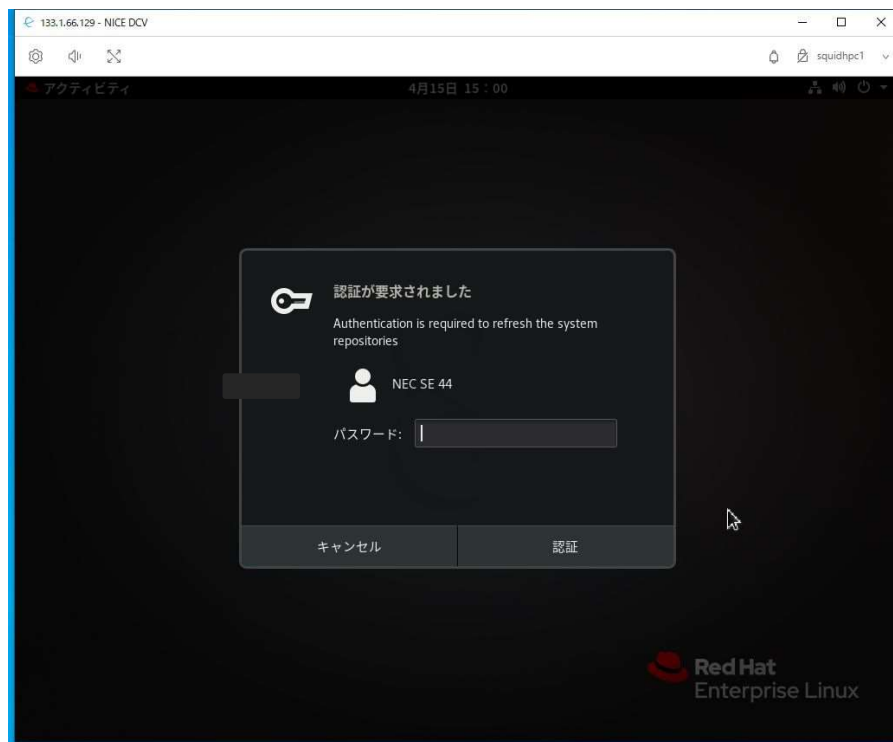 133.1.66.129 - NICE DCV
squidhpc1
アクティビティ
4月15日 15：00
認証が要求されました
Authentication is required to refresh the system
repositories
NEC SE 44
パスワード:
キャンセル
認証
Red Hat
Enterprise Linux